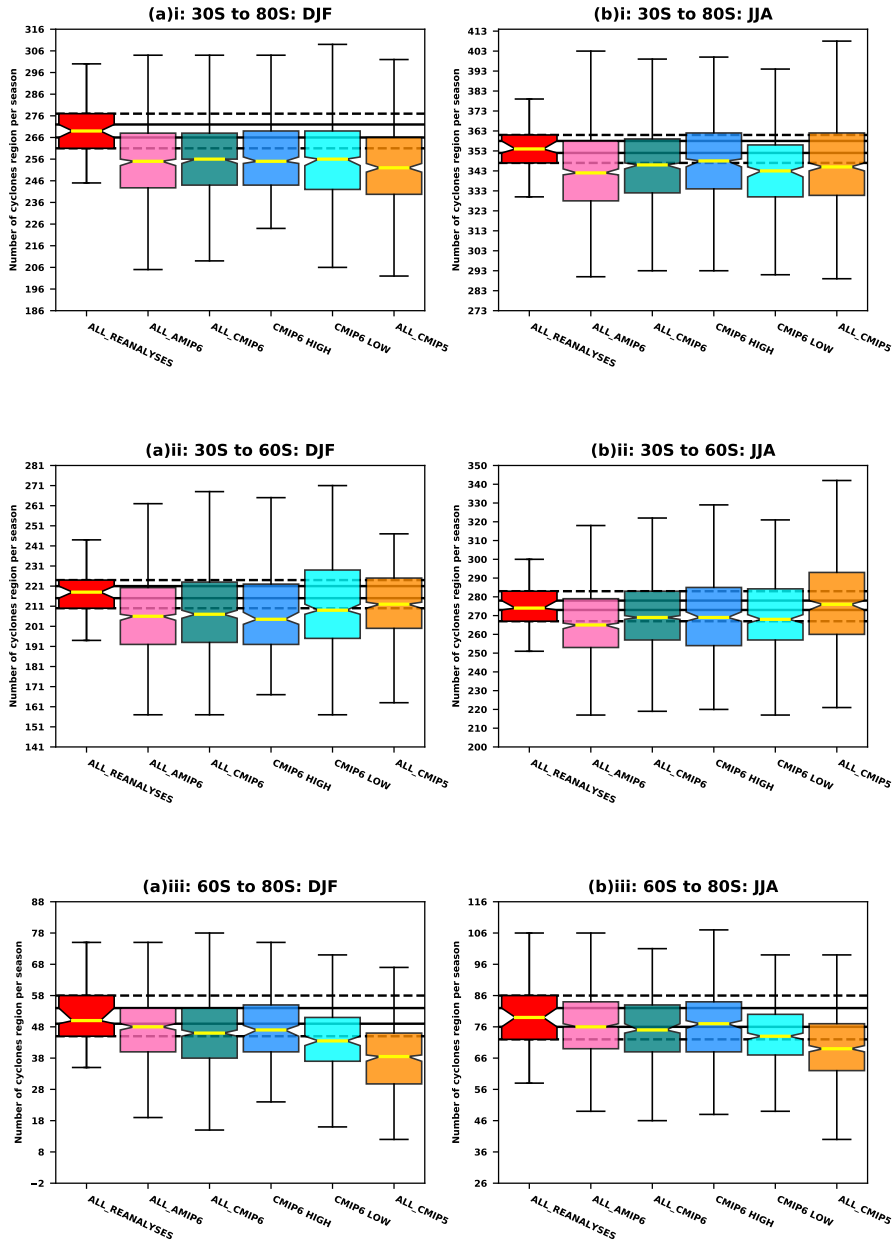 (a)i: 30S to 80S: DJF
Number of cyclones region per season
316
306
296
286
276
266
256
246
236
226
216
206
196
186
ALL_REANALYSES
ALL_AMIP6
ALL_CMIP6
CMIP6 HIGH
CMIP6 LOW
ALL_CMIP5
(b)i: 30S to 80S: JJA
Number of cyclones region per season
413
403
393
383
373
363
353
343
333
323
313
303
293
283
273
ALL_REANALYSES
ALL_AMIP6
ALL_CMIP6
CMIP6 HIGH
CMIP6 LOW
ALL_CMIP5
(a)ii: 30S to 60S: DJF
Number of cyclones region per season
281
271
261
251
241
231
221
211
201
191
181
171
161
151
141
ALL_REANALYSES
ALL_AMIP6
ALL_CMIP6
CMIP6 HIGH
CMIP6 LOW
ALL_CMIP5
(b)ii: 30S to 60S: JJA
Number of cyclones region per season
350
340
330
320
310
300
290
280
270
260
250
240
230
220
210
200
ALL_REANALYSES
ALL_AMIP6
ALL_CMIP6
CMIP6 HIGH
CMIP6 LOW
ALL_CMIP5
(a)iii: 60S to 80S: DJF
Number of cyclones region per season
88
78
68
58
48
38
28
18
8
−2
ALL_REANALYSES
ALL_AMIP6
ALL_CMIP6
CMIP6 HIGH
CMIP6 LOW
ALL_CMIP5
(b)iii: 60S to 80S: JJA
Number of cyclones region per season
116
106
96
86
76
66
56
46
36
26
ALL_REANALYSES
ALL_AMIP6
ALL_CMIP6
CMIP6 HIGH
CMIP6 LOW
ALL_CMIP5